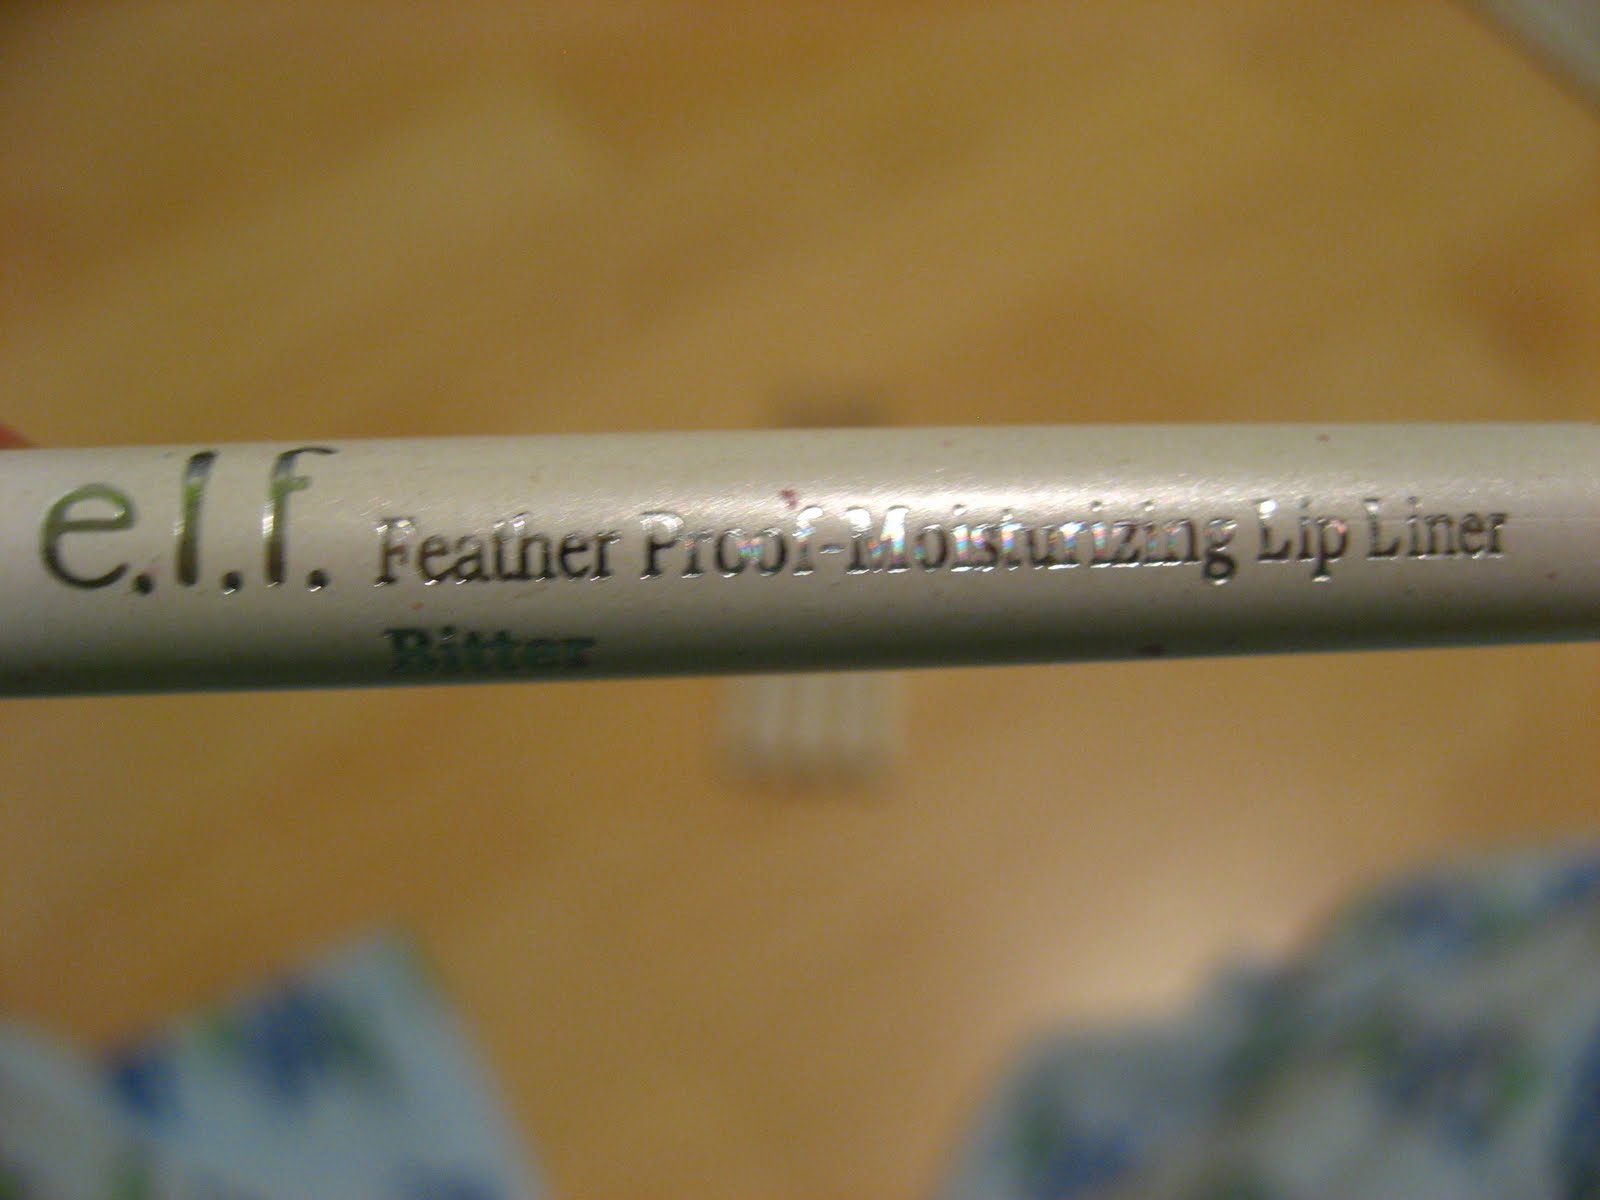 e.l.f. Feather Proof-Moisturizing Lip Liner
Bitter